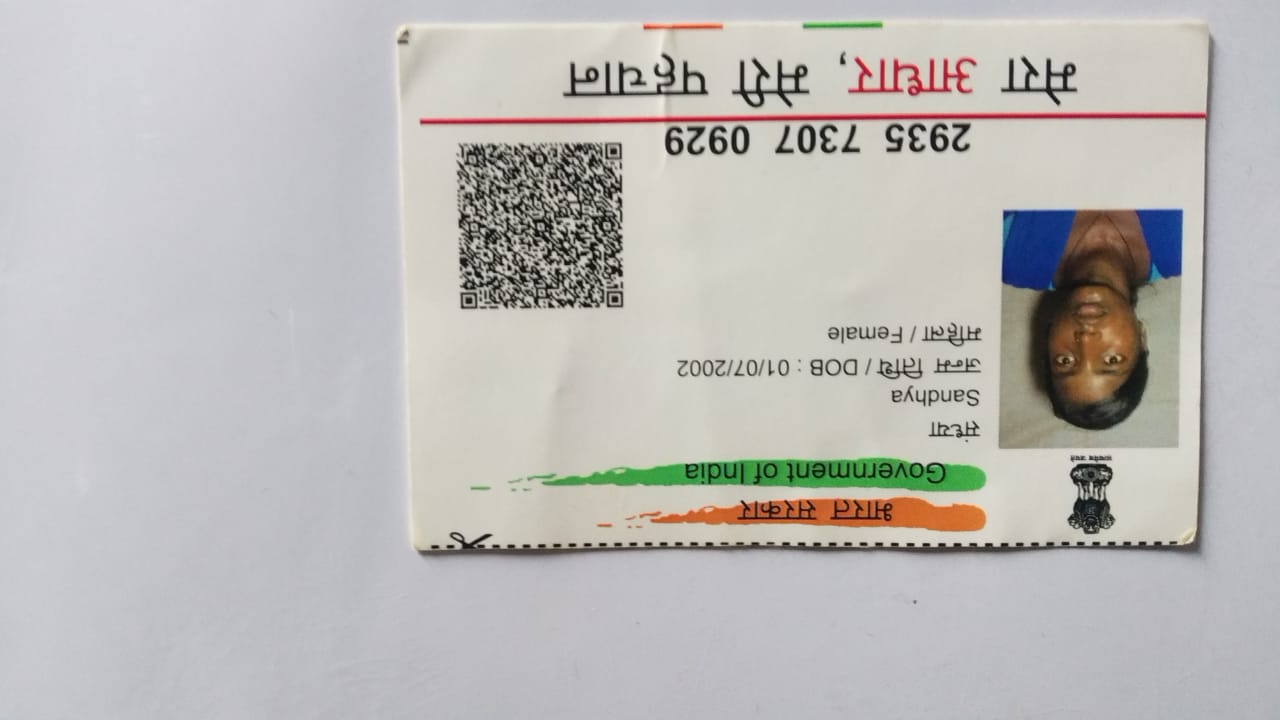 सत्यमेव जयते
भारत सरकार
Government of India
संध्या
Sandhya
जन्म तिथि / DOB : 01/07/2002
महिला / Female
2935 7307 0929
मेरा आधार, मेरी पहचान